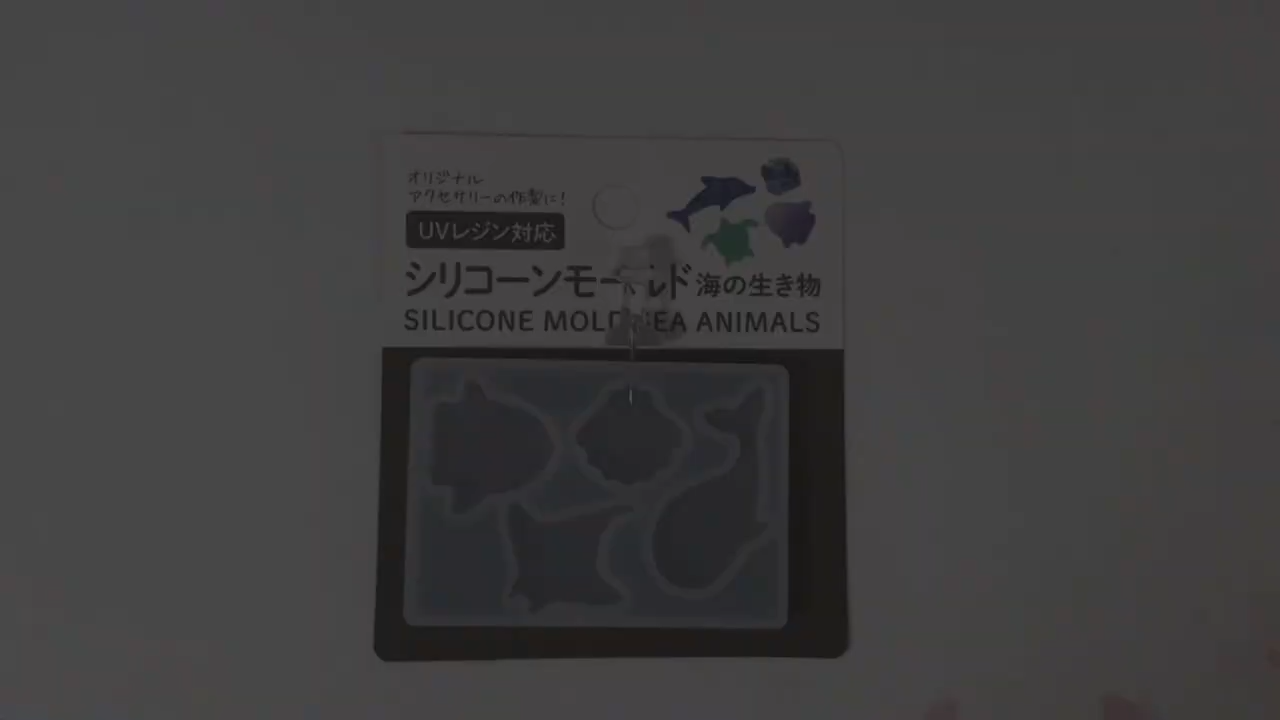 オリジナル
アクセサリーの作製に!
UVレジン対応
シリコーンモールド 海の生き物
SILICONE MOLD SEA ANIMALS